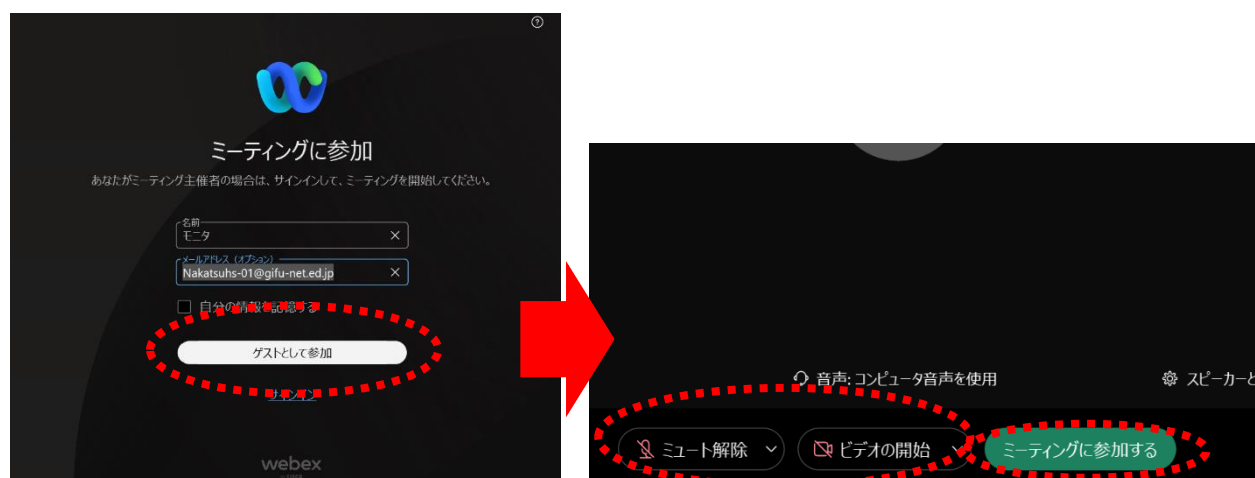 ミーティングに参加
あなたがミーティング主催者の場合は、サインインして、ミーティングを開始してください。
名前
モニタ
メールアドレス (オプション)
Nakatsuhs-01@gifu-net.ed.jp
自分の情報を記憶する
ゲストとして参加
サインイン
webex
音声: コンピュータ音声を使用
スピーカーと
ミュート解除
ビデオの開始
ミーティングに参加する